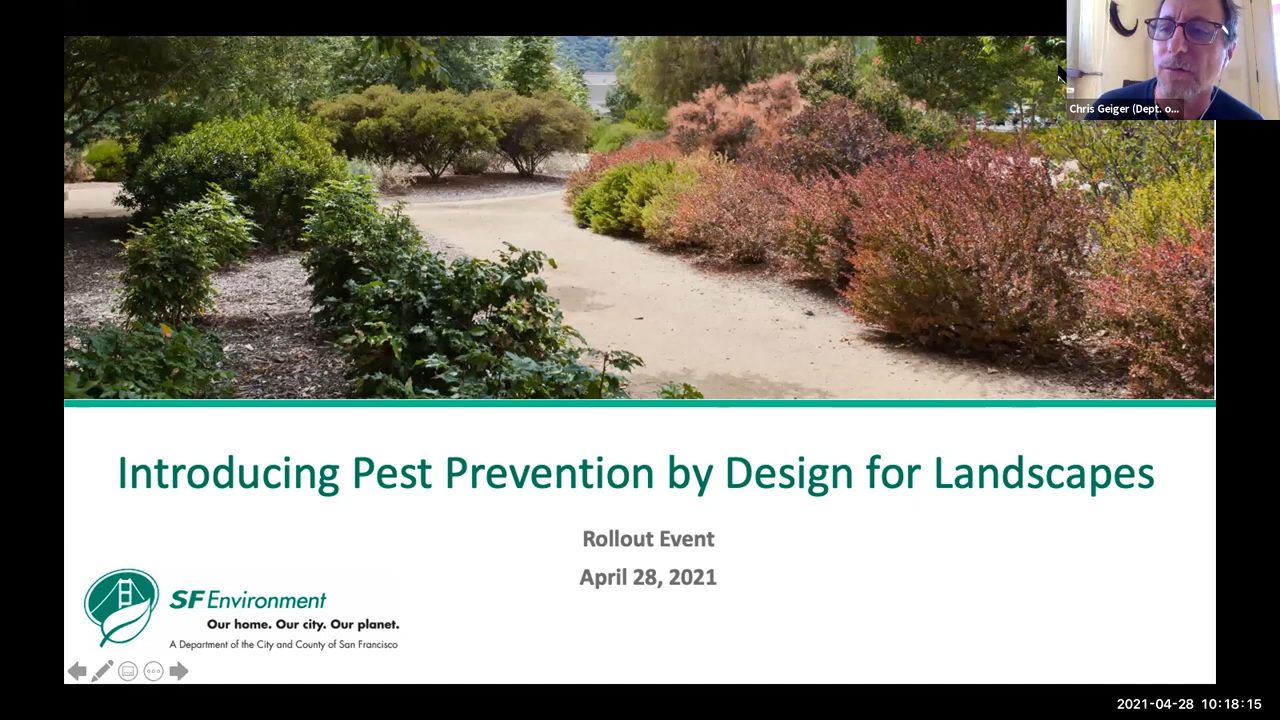 Chris Geiger (Dept. o...
Introducing Pest Prevention by Design for Landscapes
Rollout Event
April 28, 2021
SF Environment
Our home. Our city. Our planet.
A Department of the City and County of San Francisco
2021-04-28 10:18:15